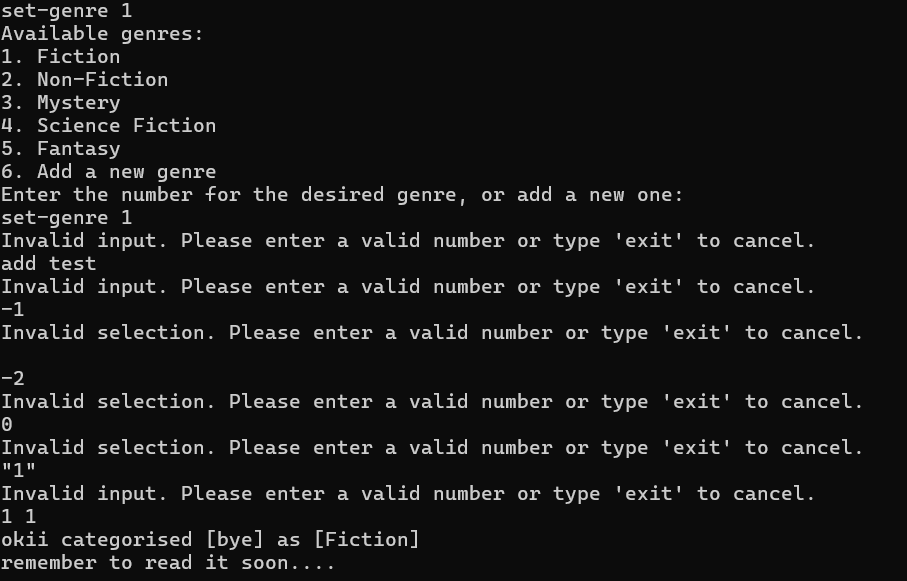 set-genre 1
Available genres:
1. Fiction
2. Non-Fiction
3. Mystery
4. Science Fiction
5. Fantasy
6. Add a new genre
Enter the number for the desired genre, or add a new one:
set-genre 1
Invalid input. Please enter a valid number or type 'exit' to cancel.
add test
Invalid input. Please enter a valid number or type 'exit' to cancel.
-1
Invalid selection. Please enter a valid number or type 'exit' to cancel.
-2
Invalid selection. Please enter a valid number or type 'exit' to cancel.
0
Invalid selection. Please enter a valid number or type 'exit' to cancel.
"1"
Invalid input. Please enter a valid number or type 'exit' to cancel.
1 1
okii categorised [bye] as [Fiction]
remember to read it soon....